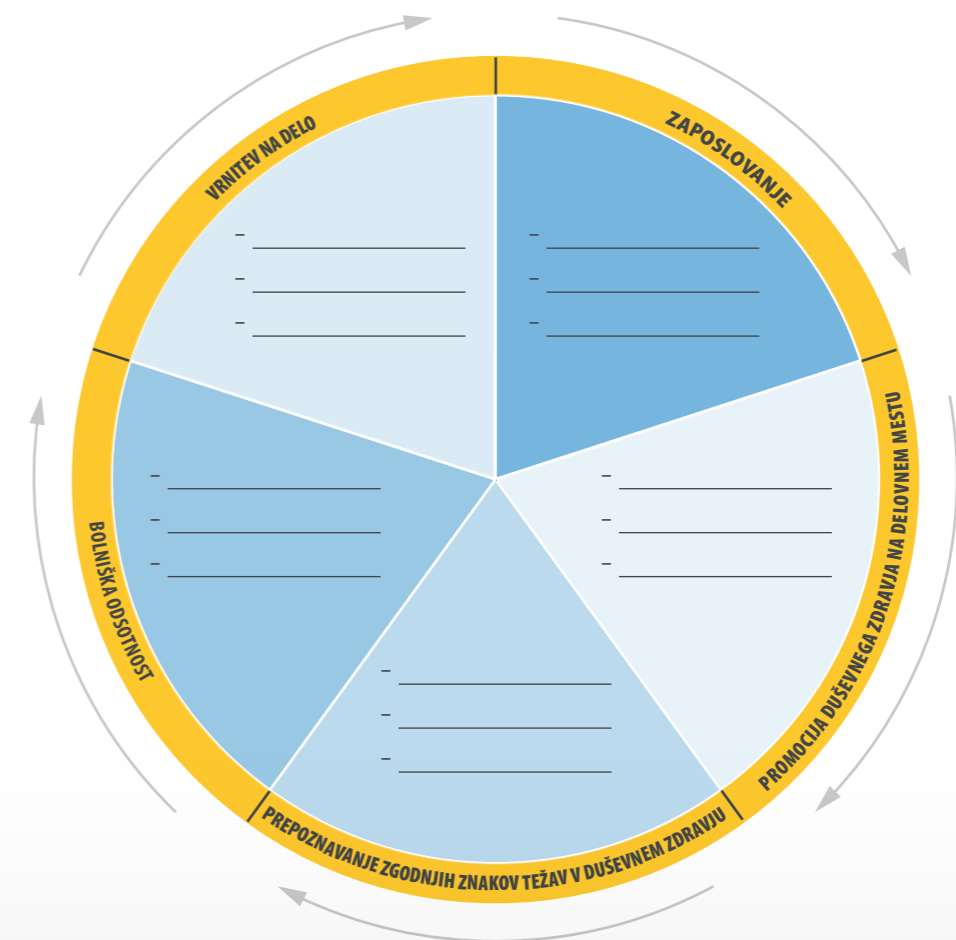 VRNITEV NA DELO
ZAPOSLOVANJE
PROMOCIJA DUŠEVNEGA ZDRAVJA NA DELOVNEM MESTU
PREPOZNAVANJE ZGODNJIH ZNAKOV TEŽAV V DUŠEVNEM ZDRAVJU
BOLNIŠKA ODSOTNOST